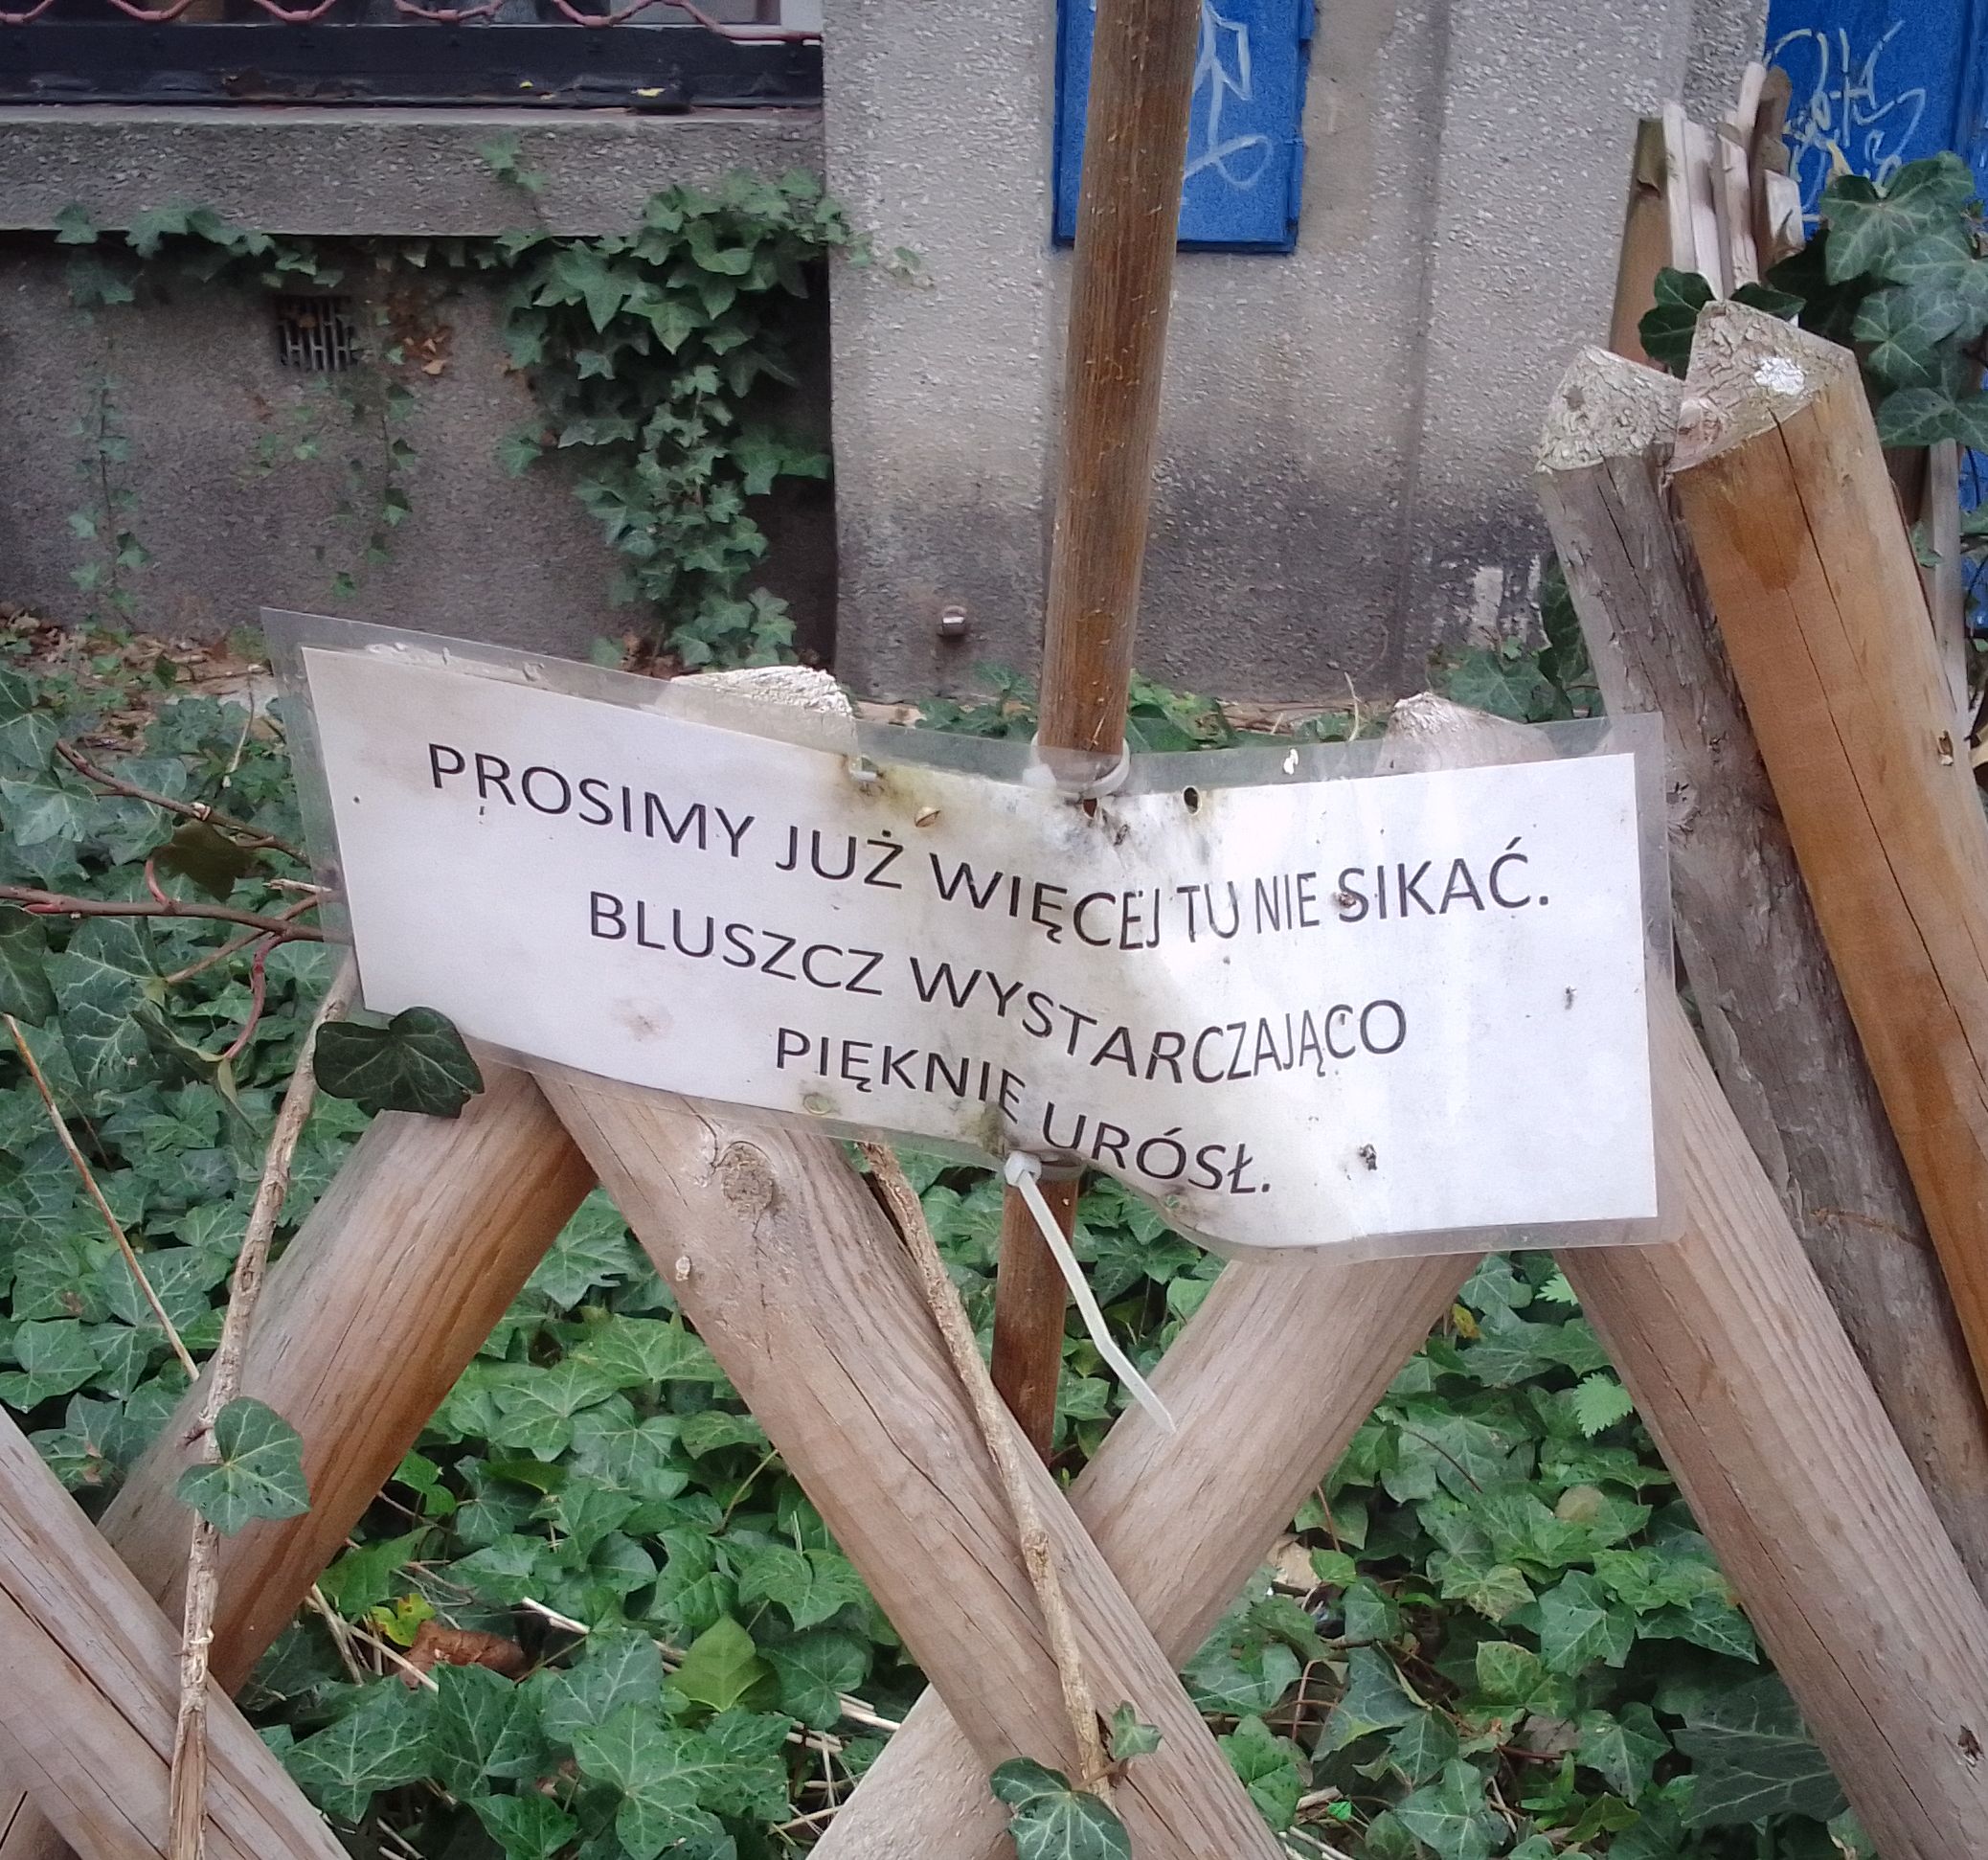 PROSIMY JUŻ WIĘCEJ TU NIE SIKAĆ.
BLUSZCZ WYSTARCZAJĄCO
PIĘKNIE URÓSŁ.